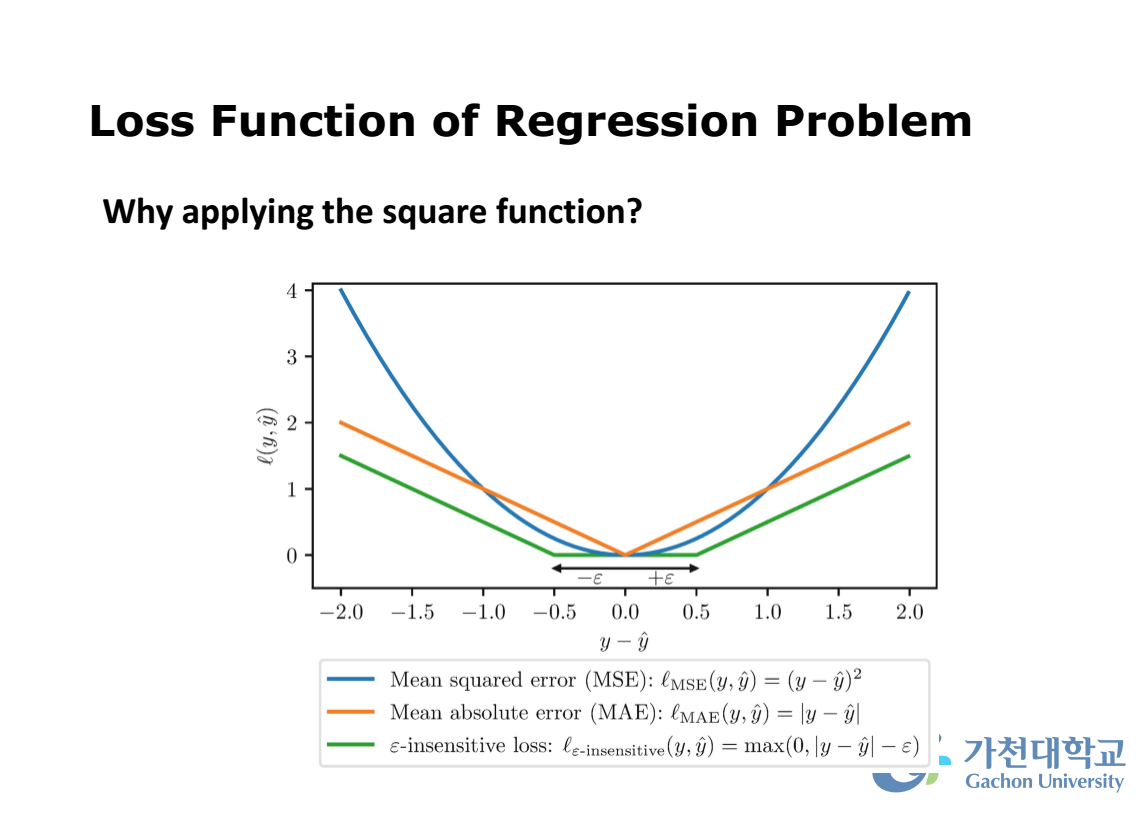 Loss Function of Regression Problem
Why applying the square function?
4
3
2
1
0
ℓ(y, ŷ)
−ε +ε
−2.0 −1.5 −1.0 −0.5 0.0 0.5 1.0 1.5 2.0
y − ŷ
Mean squared error (MSE): ℓMSE(y, ŷ) = (y − ŷ)²
Mean absolute error (MAE): ℓMAE(y, ŷ) = |y − ŷ|
ε-insensitive loss: ℓε-insensitive(y, ŷ) = max(0, |y − ŷ| − ε)
가천대학교
Gachon University